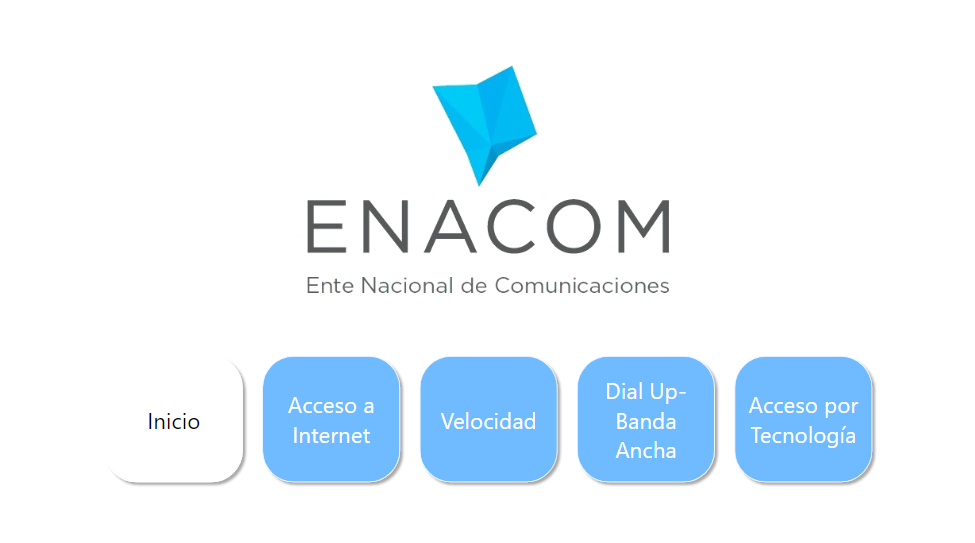 ENACOM
Ente Nacional de Comunicaciones
Inicio
Acceso a
Internet
Velocidad
Dial Up-
Banda
Ancha
Acceso por
Tecnología